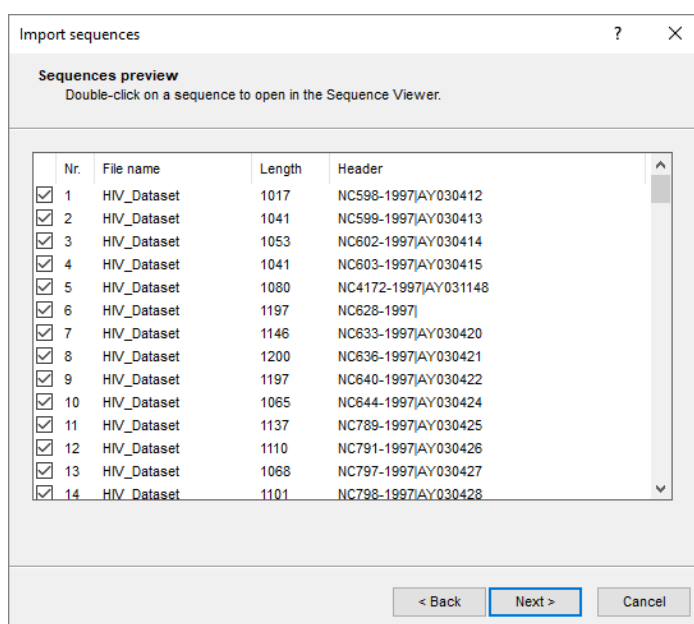 Import sequences ? ×
Sequences preview
Double-click on a sequence to open in the Sequence Viewer.
Nr. File name Length Header
1 HIV_Dataset 1017 NC598-1997|AY030412
2 HIV_Dataset 1041 NC599-1997|AY030413
3 HIV_Dataset 1053 NC602-1997|AY030414
4 HIV_Dataset 1041 NC603-1997|AY030415
5 HIV_Dataset 1080 NC4172-1997|AY031148
6 HIV_Dataset 1197 NC628-1997|
7 HIV_Dataset 1146 NC633-1997|AY030420
8 HIV_Dataset 1200 NC636-1997|AY030421
9 HIV_Dataset 1197 NC640-1997|AY030422
10 HIV_Dataset 1065 NC644-1997|AY030424
11 HIV_Dataset 1137 NC789-1997|AY030425
12 HIV_Dataset 1110 NC791-1997|AY030426
13 HIV_Dataset 1068 NC797-1997|AY030427
14 HIV_Dataset 1101 NC798-1997|AY030428
< Back Next > Cancel